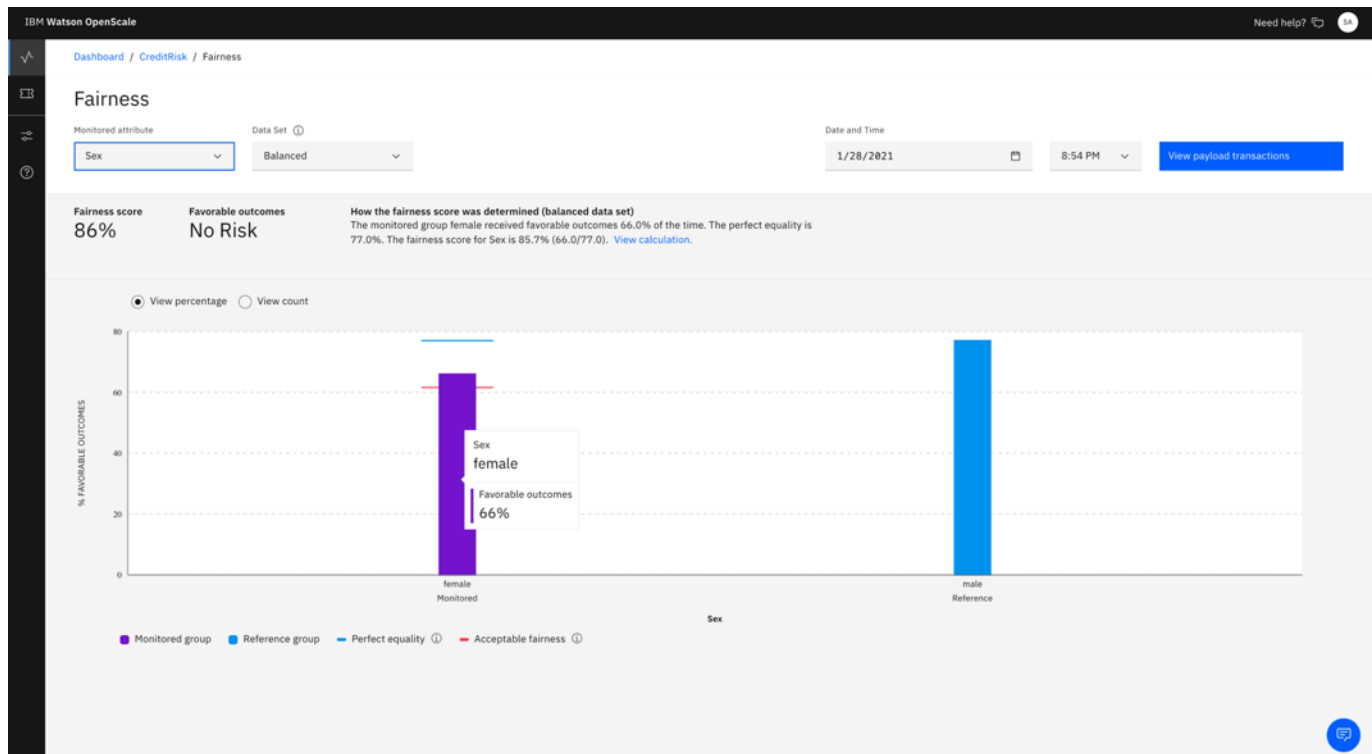 IBM Watson OpenScale
Need help?
SA
Dashboard / CreditRisk / Fairness
Fairness
Monitored attribute
Data Set
Date and Time
Sex
Balanced
1/28/2021
8:54 PM
View payload transactions
Fairness score
Favorable outcomes
How the fairness score was determined (balanced data set)
86%
No Risk
The monitored group female received favorable outcomes 66.0% of the time. The perfect equality is
77.0%. The fairness score for Sex is 85.7% (66.0/77.0). View calculation.
View percentage
View count
80
60
40
20
0
% FAVORABLE OUTCOMES
Sex
female
Favorable outcomes
66%
female
Monitored
male
Reference
Sex
Monitored group
Reference group
Perfect equality
Acceptable fairness